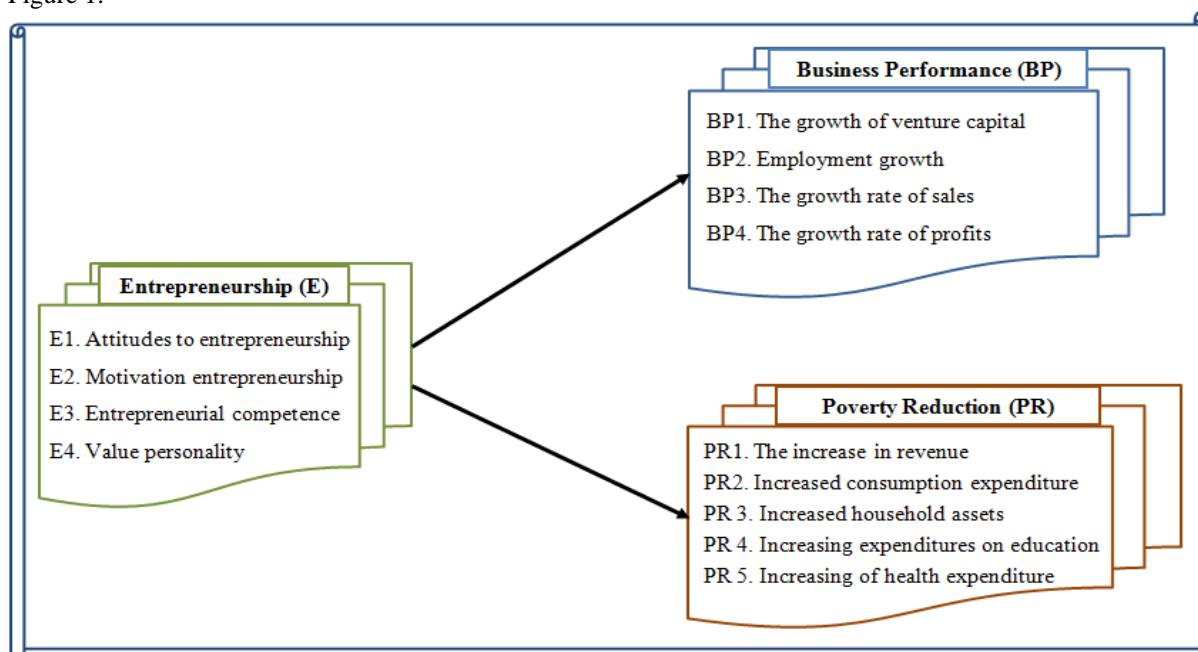 Figure 1.
Business Performance (BP)
BP1. The growth of venture capital
BP2. Employment growth
BP3. The growth rate of sales
BP4. The growth rate of profits
Entrepreneurship (E)
E1. Attitudes to entrepreneurship
E2. Motivation entrepreneurship
E3. Entrepreneurial competence
E4. Value personality
Poverty Reduction (PR)
PR1. The increase in revenue
PR2. Increased consumption expenditure
PR 3. Increased household assets
PR 4. Increasing expenditures on education
PR 5. Increasing of health expenditure